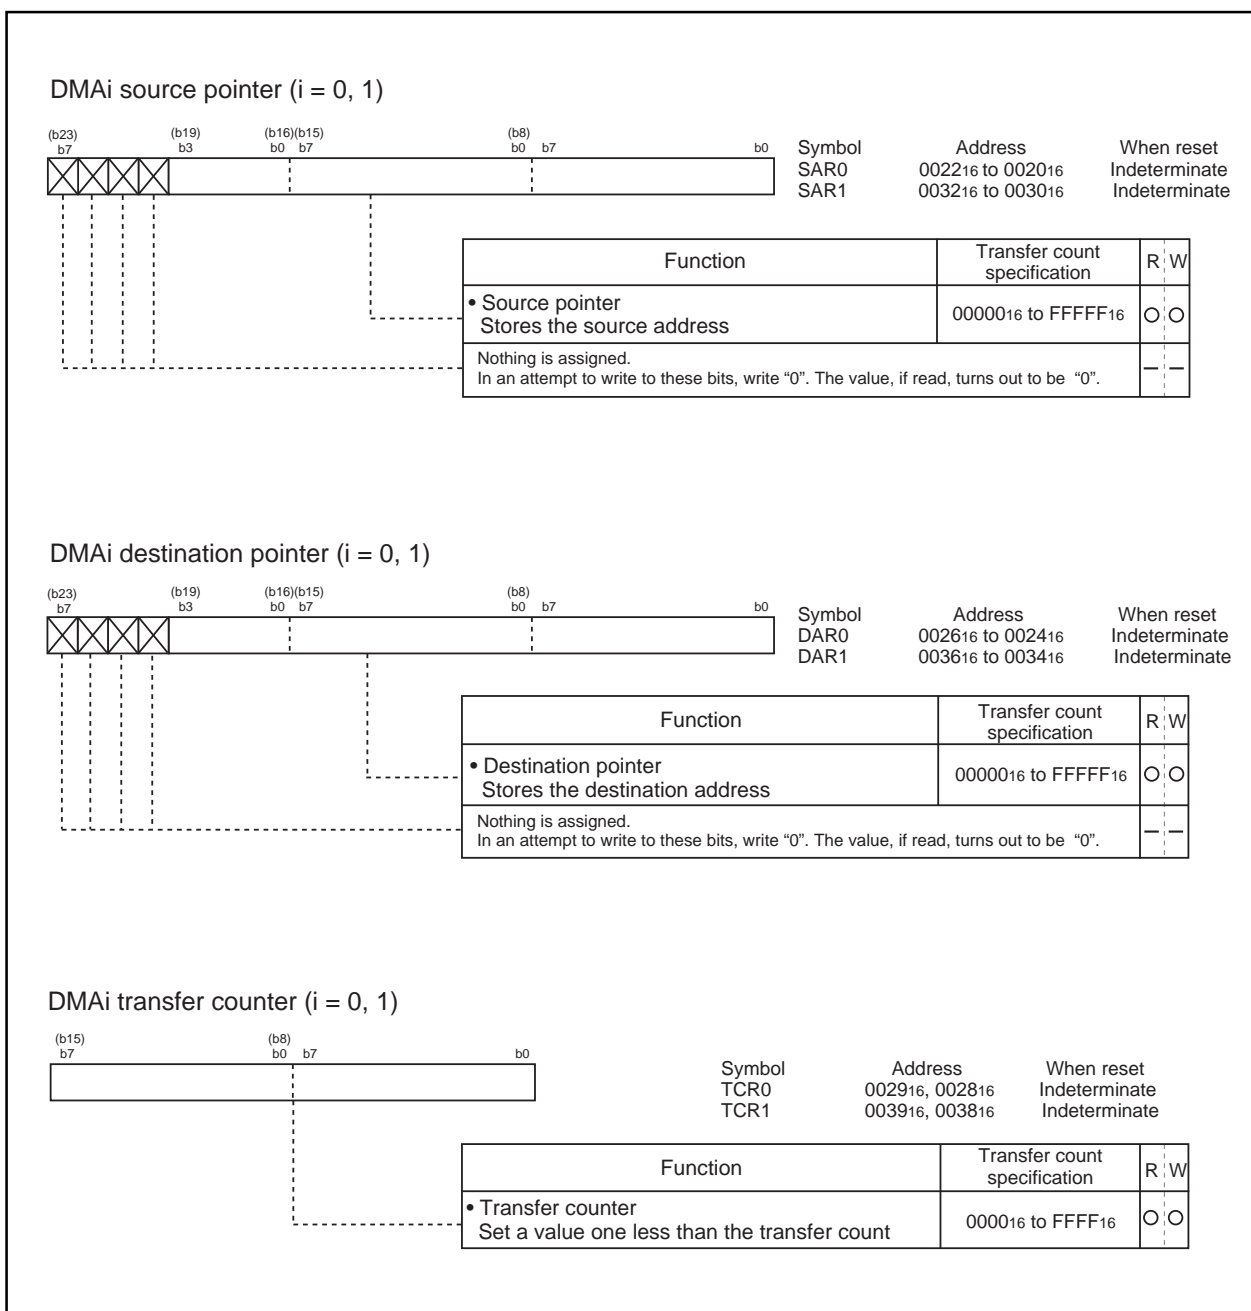 DMAi source pointer (i = 0, 1)
(b23) (b19) (b16)(b15) (b8)
b7 b3 b0 b7 b0 b7 b0
Symbol Address When reset
SAR0 002216 to 002016 Indeterminate
SAR1 003216 to 003016 Indeterminate
Function Transfer count specification R W
• Source pointer
Stores the source address
0000016 to FFFFF16
Nothing is assigned.
In an attempt to write to these bits, write “0”. The value, if read, turns out to be “0”.
DMAi destination pointer (i = 0, 1)
(b23) (b19) (b16)(b15) (b8)
b7 b3 b0 b7 b0 b7 b0
Symbol Address When reset
DAR0 002616 to 002416 Indeterminate
DAR1 003616 to 003416 Indeterminate
Function Transfer count specification R W
• Destination pointer
Stores the destination address
0000016 to FFFFF16
Nothing is assigned.
In an attempt to write to these bits, write “0”. The value, if read, turns out to be “0”.
DMAi transfer counter (i = 0, 1)
(b15) (b8)
b7 b0 b7 b0
Symbol Address When reset
TCR0 002916, 002816 Indeterminate
TCR1 003916, 003816 Indeterminate
Function Transfer count specification R W
• Transfer counter
Set a value one less than the transfer count
000016 to FFFF16